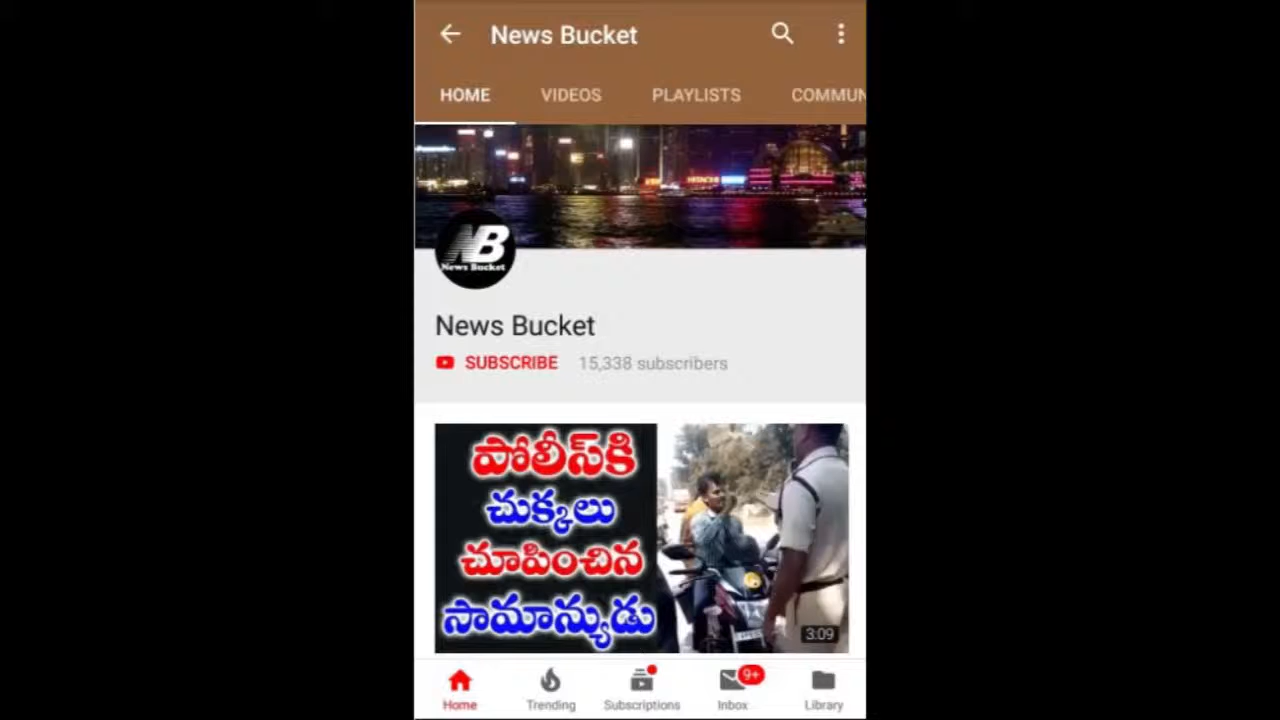 News Bucket
HOME VIDEOS PLAYLISTS COMMUN
HITACHI
NB
News Bucket
News Bucket
SUBSCRIBE 15,338 subscribers
పోలీస్‌కి
చుక్కలు
చూపించిన
సామాన్యుడు
3:09
9+
Home Trending Subscriptions Inbox Library